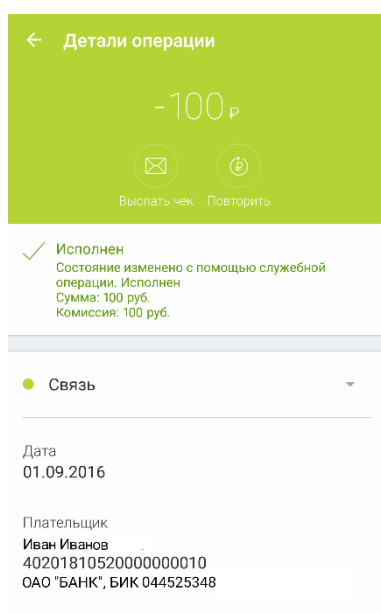 Детали операции
-100 ₽
Выслать чек Повторить
Исполнен
Состояние изменено с помощью служебной
операции. Исполнен
Сумма: 100 руб.
Комиссия: 100 руб.
Связь
Дата
01.09.2016
Плательщик
Иван Иванов
40201810520000000010
ОАО "БАНК", БИК 044525348